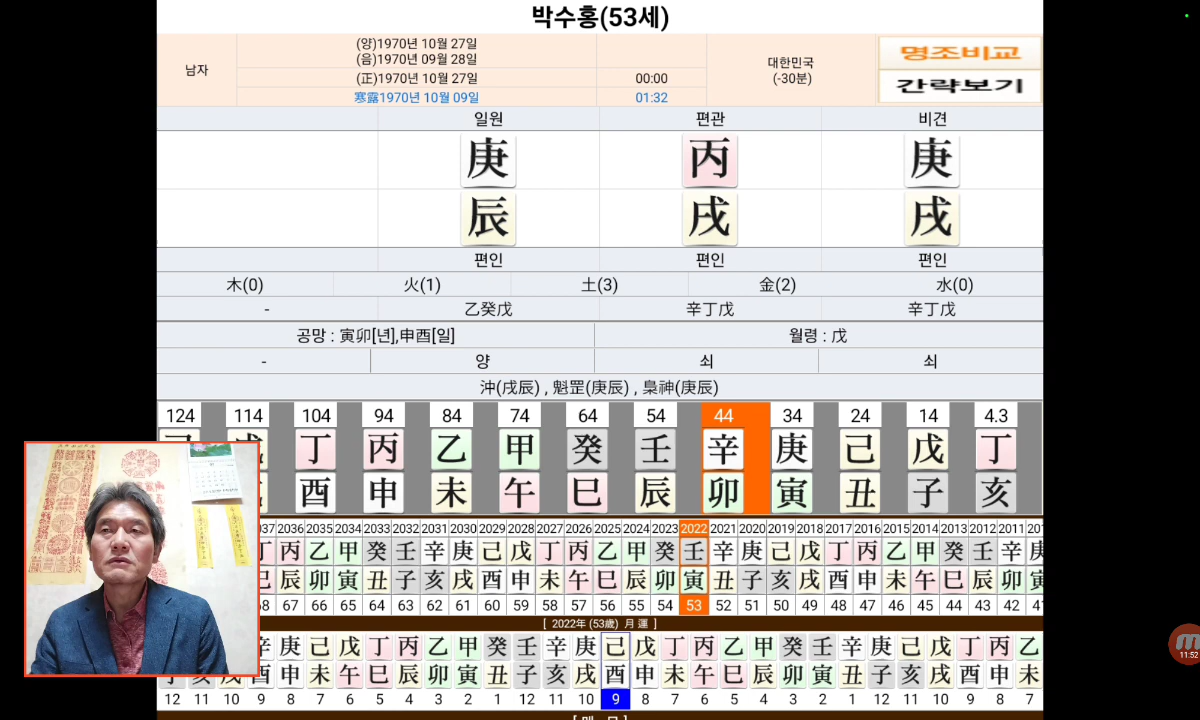 박수홍(53세)
남자
(양)1970년 10월 27일
(음)1970년 09월 28일
(正)1970년 10월 27일 00:00
寒露1970년 10월 09일 01:32
대한민국
(-30분)
명조비교
간략보기
일원 편관 비견
庚 丙 庚
辰 戌 戌
편인 편인 편인
木(0) 火(1) 土(3) 金(2) 水(0)
- 乙癸戊 辛丁戊 辛丁戊
공망 : 寅卯[년],申酉[일] 월령 : 戊
- 양 쇠 쇠
沖(戌辰) , 魁罡(庚辰) , 梟神(庚辰)
124 114 104 94 84 74 64 54 44 34 24 14 4.3
丁 丙 乙 甲 癸 壬 辛 庚 己 戊 丁
酉 申 未 午 巳 辰 卯 寅 丑 子 亥
2036 2035 2034 2033 2032 2031 2030 2029 2028 2027 2026 2025 2024 2023 2022 2021 2020 2019 2018 2017 2016 2015 2014 2013 2012 2011
丁 丙 乙 甲 癸 壬 辛 庚 己 戊 丁 丙 乙 甲 癸 壬 辛 庚 己 戊 丁 丙 乙 甲 癸 壬 辛 庚
巳 辰 卯 寅 丑 子 亥 戌 酉 申 未 午 巳 辰 卯 寅 丑 子 亥 戌 酉 申 未 午 巳 辰 卯 寅
68 67 66 65 64 63 62 61 60 59 58 57 56 55 54 53 52 51 50 49 48 47 46 45 44 43 42 41
[ 2022年 (53歲) 月 運 ]
辛 庚 己 戊 丁 丙 乙 甲 癸 壬 辛 庚 己 戊 丁 丙 乙 甲 癸 壬 辛 庚 己 戊 丁 丙 乙
子 亥 戌 酉 申 未 午 巳 辰 卯 寅 丑 子 亥 戌 酉 申 未 午 巳 辰 卯 寅 丑 子 亥 戌 酉 申 未
12 11 10 9 8 7 6 5 4 3 2 1 12 11 10 9 8 7 6 5 4 3 2 1 12 11 10 9 8 7
11:52